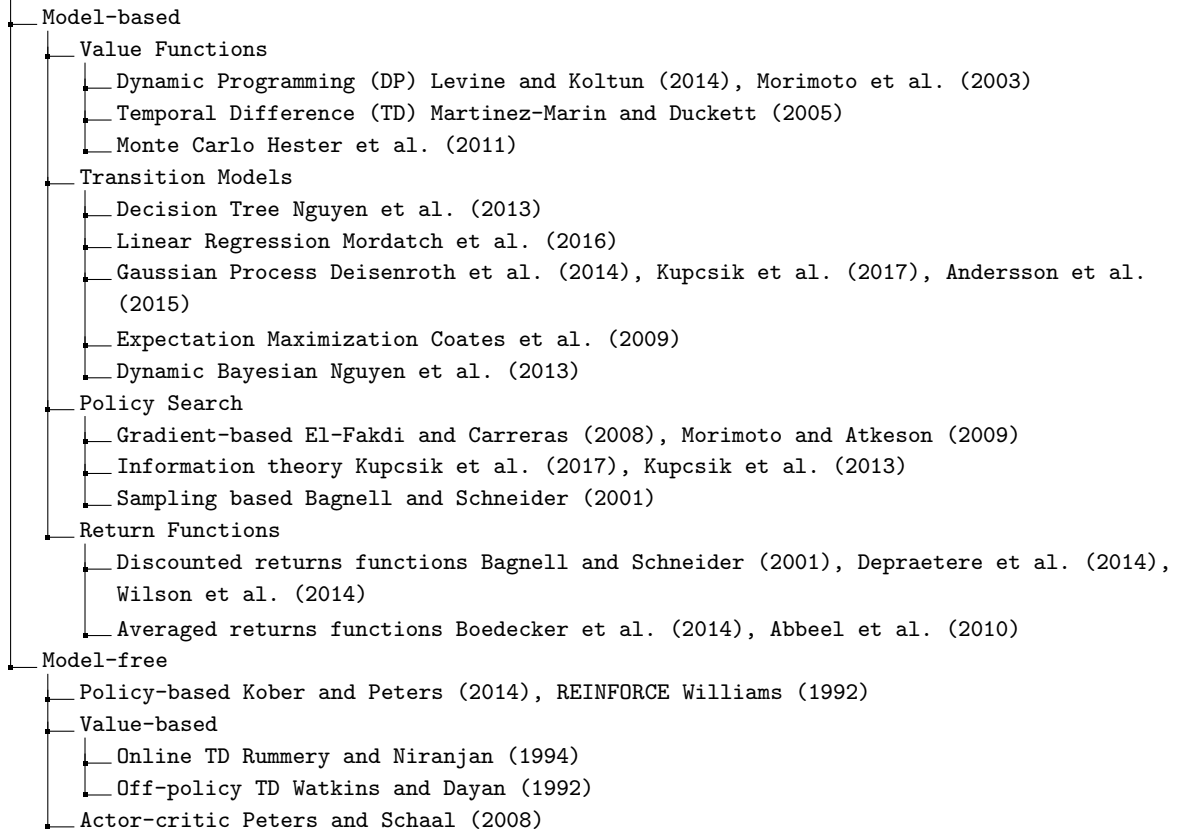 Model-based
Value Functions
Dynamic Programming (DP) Levine and Koltun (2014), Morimoto et al. (2003)
Temporal Difference (TD) Martinez-Marin and Duckett (2005)
Monte Carlo Hester et al. (2011)
Transition Models
Decision Tree Nguyen et al. (2013)
Linear Regression Mordatch et al. (2016)
Gaussian Process Deisenroth et al. (2014), Kupcsik et al. (2017), Andersson et al.
(2015)
Expectation Maximization Coates et al. (2009)
Dynamic Bayesian Nguyen et al. (2013)
Policy Search
Gradient-based El-Fakdi and Carreras (2008), Morimoto and Atkeson (2009)
Information theory Kupcsik et al. (2017), Kupcsik et al. (2013)
Sampling based Bagnell and Schneider (2001)
Return Functions
Discounted returns functions Bagnell and Schneider (2001), Depraetere et al. (2014),
Wilson et al. (2014)
Averaged returns functions Boedecker et al. (2014), Abbeel et al. (2010)
Model-free
Policy-based Kober and Peters (2014), REINFORCE Williams (1992)
Value-based
Online TD Rummery and Niranjan (1994)
Off-policy TD Watkins and Dayan (1992)
Actor-critic Peters and Schaal (2008)